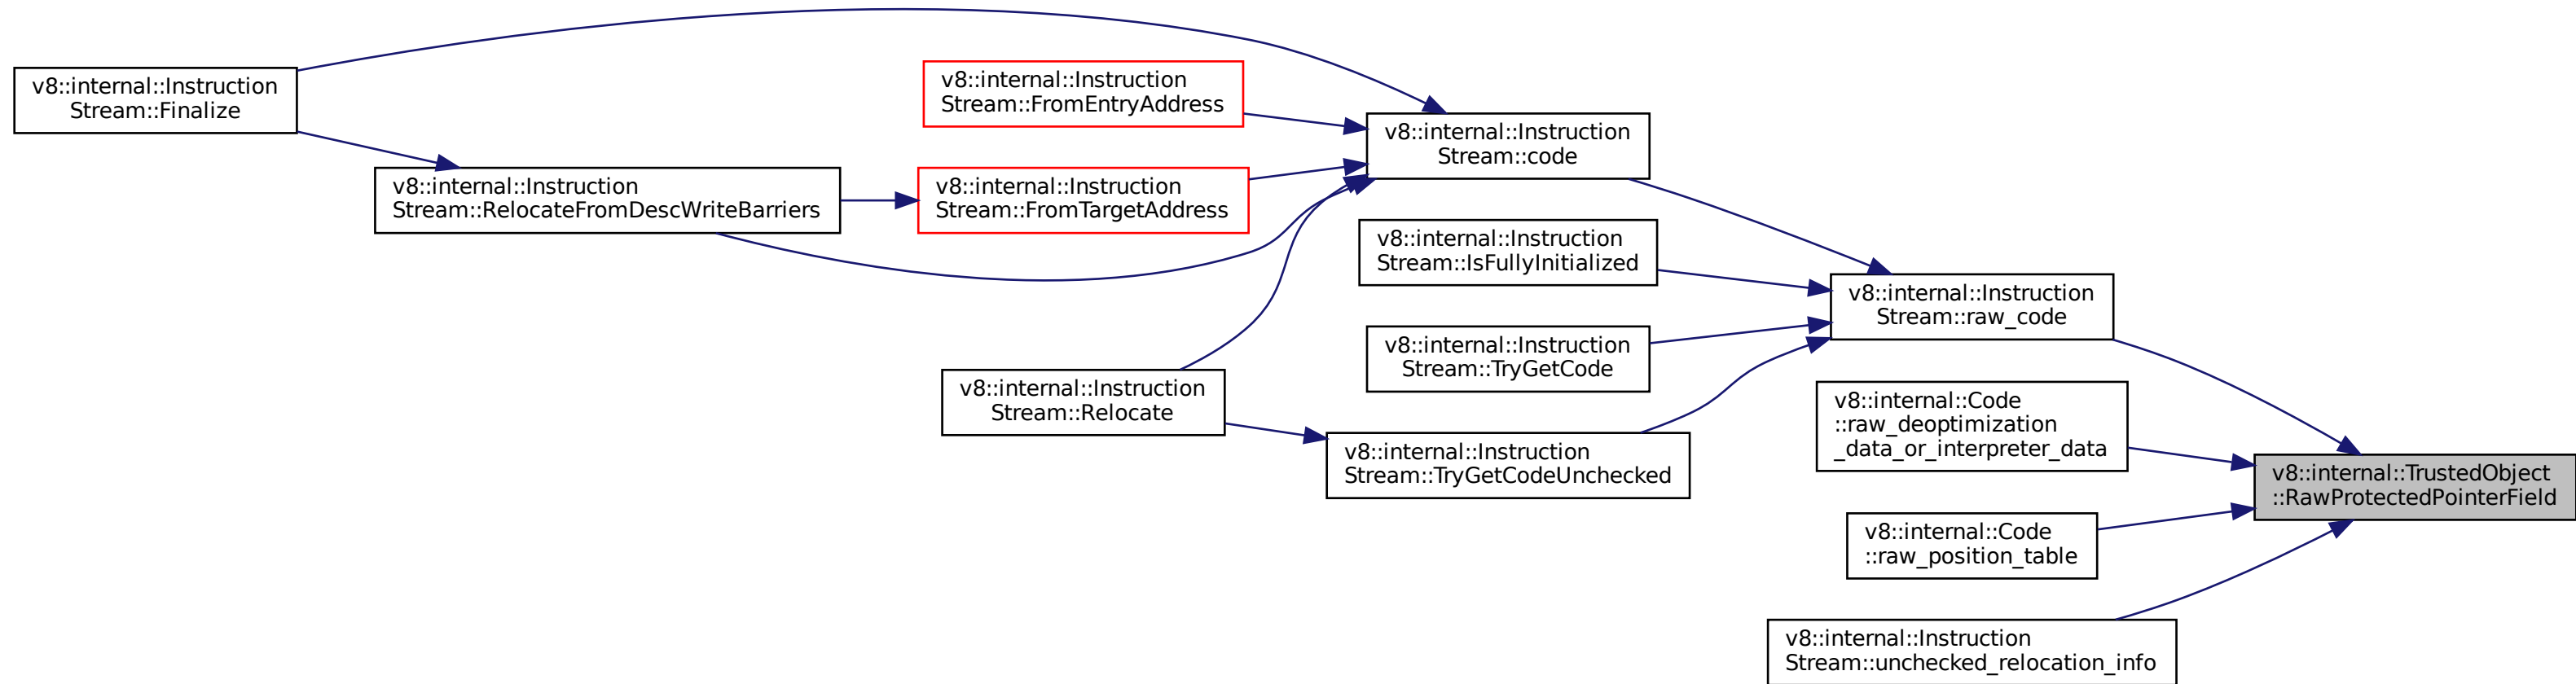 v8::internal::Instruction
Stream::Finalize
v8::internal::Instruction
Stream::RelocateFromDescWriteBarriers
v8::internal::Instruction
Stream::FromEntryAddress
v8::internal::Instruction
Stream::FromTargetAddress
v8::internal::Instruction
Stream::Relocate
v8::internal::Instruction
Stream::code
v8::internal::Instruction
Stream::IsFullyInitialized
v8::internal::Instruction
Stream::TryGetCode
v8::internal::Instruction
Stream::TryGetCodeUnchecked
v8::internal::Instruction
Stream::raw_code
v8::internal::Code
::raw_deoptimization
_data_or_interpreter_data
v8::internal::Code
::raw_position_table
v8::internal::Instruction
Stream::unchecked_relocation_info
v8::internal::TrustedObject
::RawProtectedPointerField